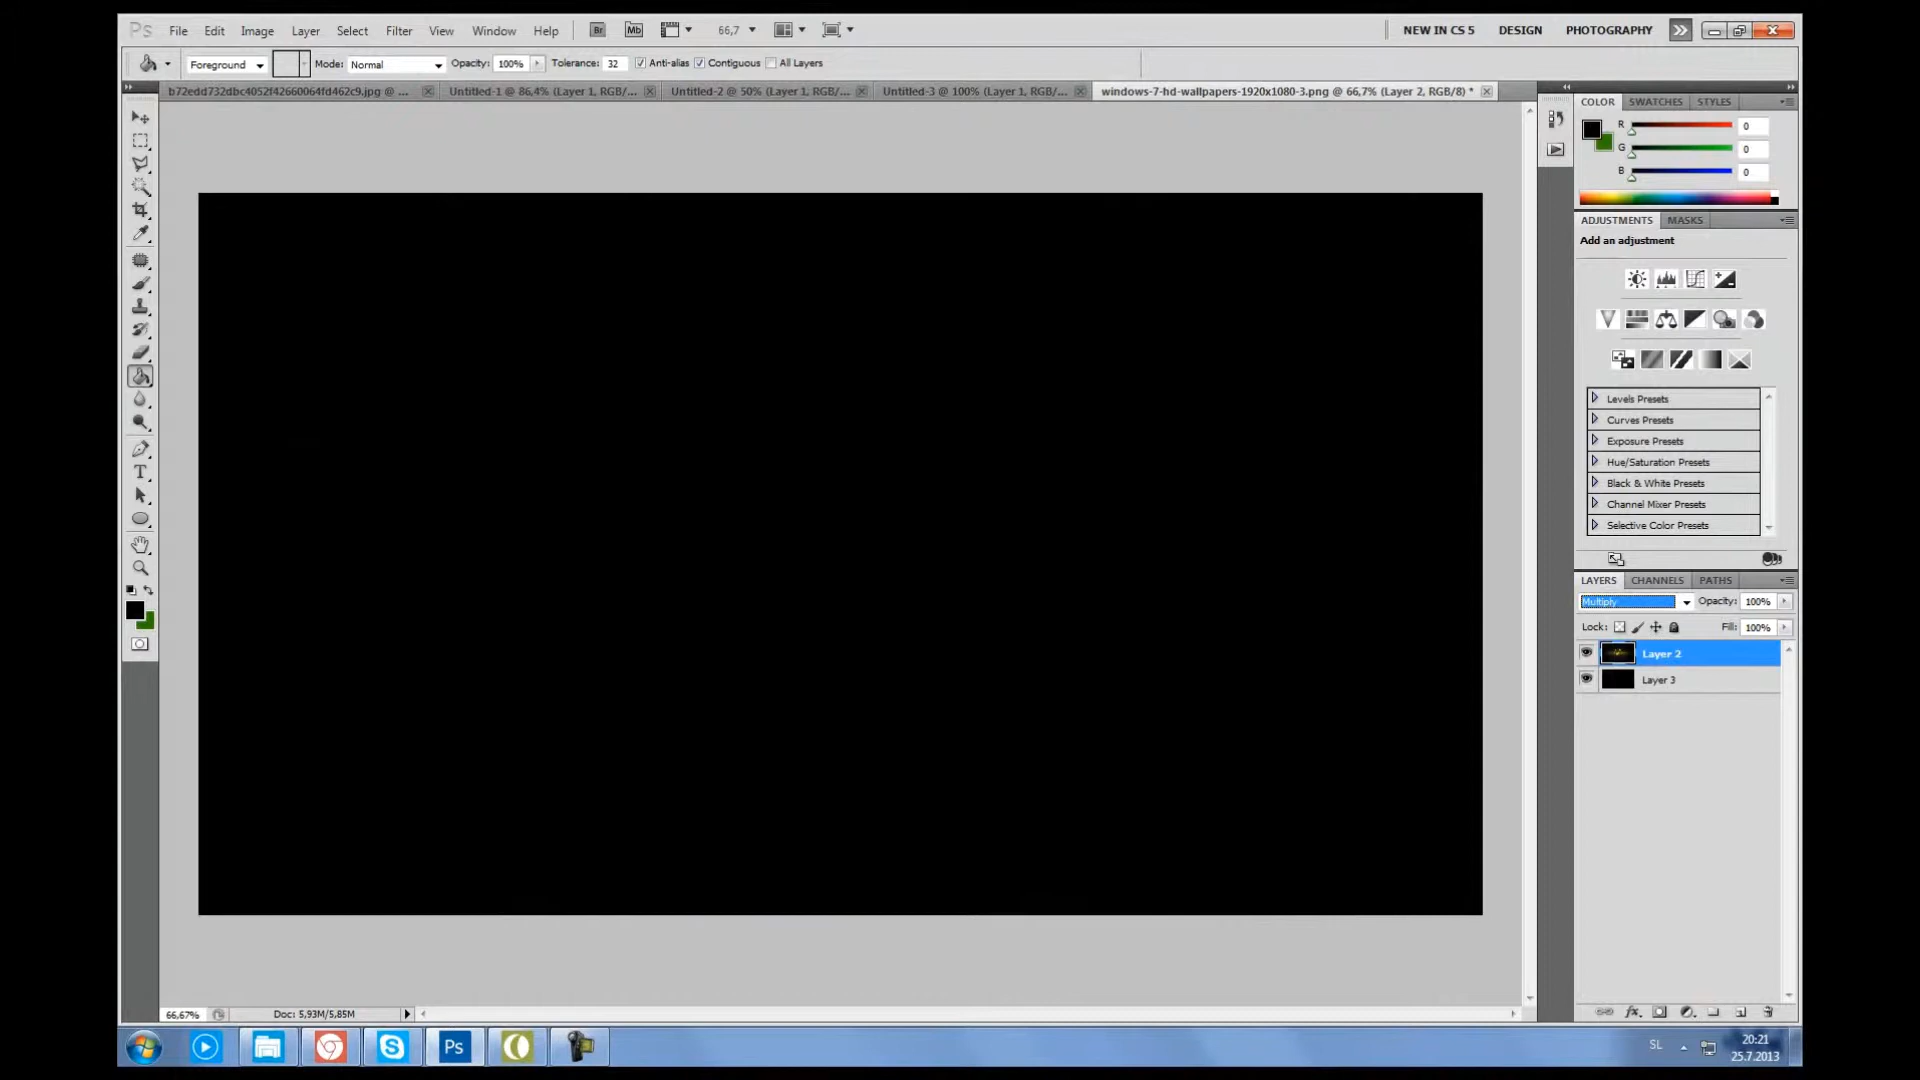 Ps File Edit Image Layer Select Filter View Window Help Br Mb 66,7 NEW IN CS 5 DESIGN PHOTOGRAPHY
Foreground Mode: Normal Opacity: 100% Tolerance: 32 Anti-alias Contiguous All Layers
b72edd732dbc4052f42660064fd462c9.jpg @ ... Untitled-1 @ 86,4% (Layer 1, RGB/... Untitled-2 @ 50% (Layer 1, RGB/... Untitled-3 @ 100% (Layer 1, RGB/... windows-7-hd-wallpapers-1920x1080-3.png @ 66,7% (Layer 2, RGB/8) *
COLOR SWATCHES STYLES
R 0
G 0
B 0
ADJUSTMENTS MASKS
Add an adjustment
Levels Presets
Curves Presets
Exposure Presets
Hue/Saturation Presets
Black & White Presets
Channel Mixer Presets
Selective Color Presets
LAYERS CHANNELS PATHS
Multiply Opacity: 100%
Lock: Fill: 100%
Layer 2
Layer 3
T
fx
66,67% Doc: 5,93M/5,85M
Ps SL 20:21
25.7.2013